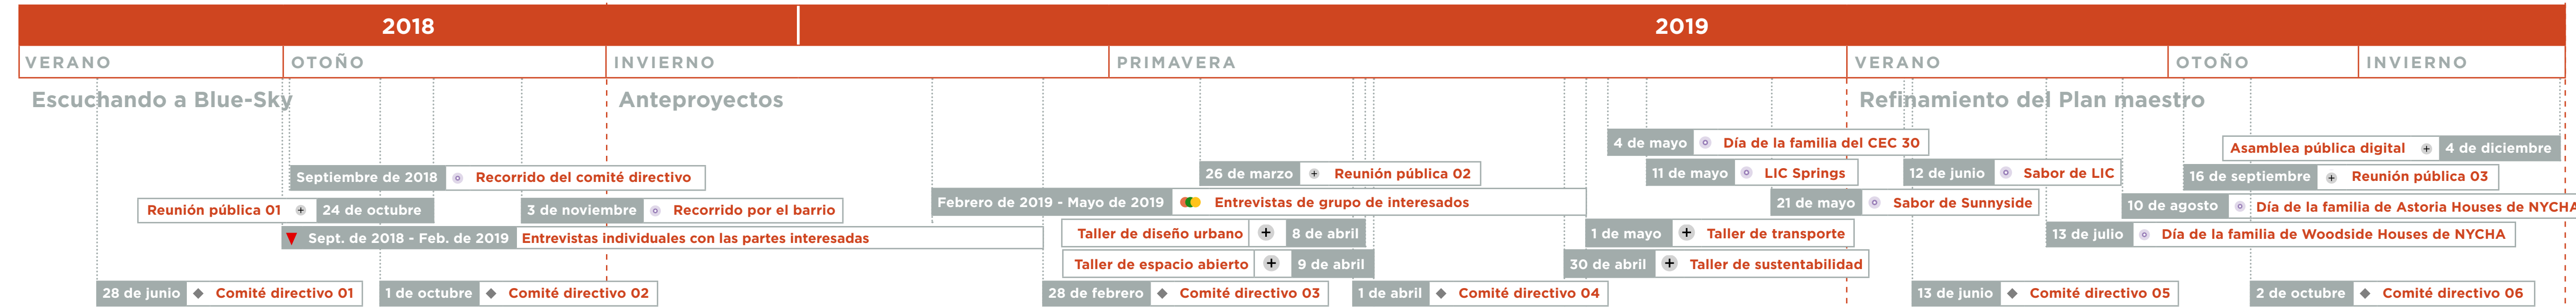 2018
2019
VERANO
OTOÑO
INVIERNO
PRIMAVERA
VERANO
OTOÑO
INVIERNO
Escuchando a Blue-Sky
Anteproyectos
Refinamiento del Plan maestro
4 de mayo Día de la familia del CEC 30
Asamblea pública digital 4 de diciembre
Septiembre de 2018 Recorrido del comité directivo
26 de marzo Reunión pública 02
11 de mayo LIC Springs
12 de junio Sabor de LIC
16 de septiembre Reunión pública 03
Reunión pública 01 24 de octubre
3 de noviembre Recorrido por el barrio
Febrero de 2019 - Mayo de 2019 Entrevistas de grupo de interesados
21 de mayo Sabor de Sunnyside
10 de agosto Día de la familia de Astoria Houses de NYCHA
Sept. de 2018 - Feb. de 2019 Entrevistas individuales con las partes interesadas
Taller de diseño urbano 8 de abril
1 de mayo Taller de transporte
13 de julio Día de la familia de Woodside Houses de NYCHA
Taller de espacio abierto 9 de abril
30 de abril Taller de sustentabilidad
28 de junio Comité directivo 01
1 de octubre Comité directivo 02
28 de febrero Comité directivo 03
1 de abril Comité directivo 04
13 de junio Comité directivo 05
2 de octubre Comité directivo 06